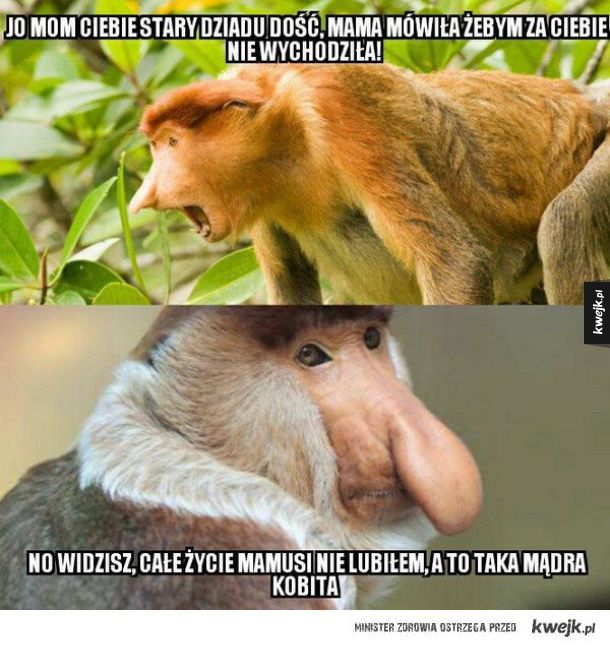 JO MOM CIEBIE STARY DZIADU DOŚĆ, MAMA MÓWIŁA ŻEBYM ZA CIEBIE
NIE WYCHODZIŁA!
kwejk.pl
NO WIDZISZ, CAŁE ŻYCIE MAMUSI NIE LUBIŁEM, A TO TAKA MĄDRA
KOBITA
MINISTER ZDROWIA OSTRZEGA PRZED kwejk.pl